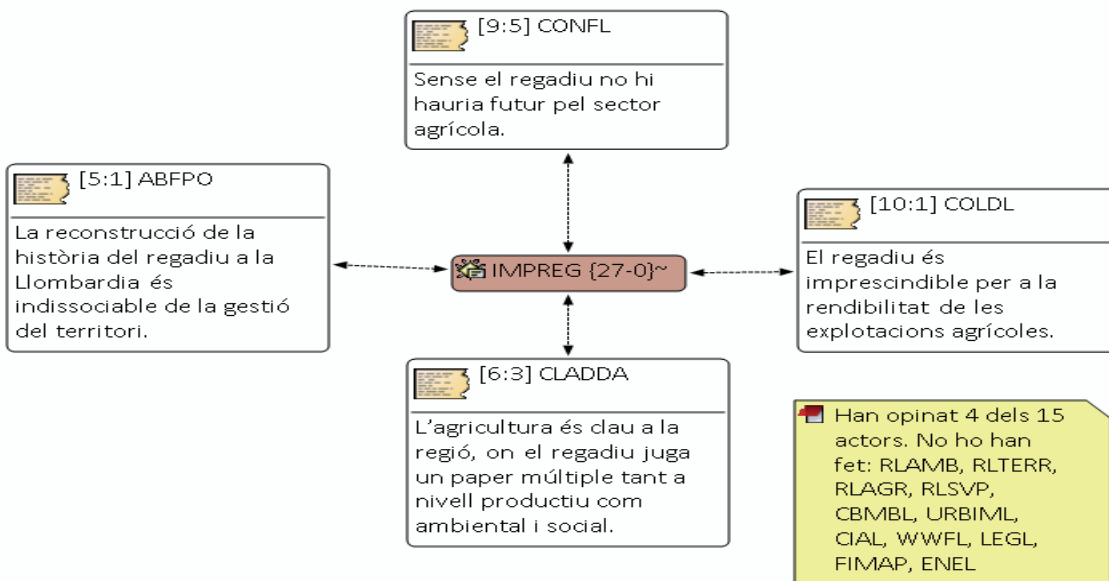 [9:5] CONFL
Sense el regadiu no hi
hauria futur pel sector
agrícola.
[5:1] ABFPO
La reconstrucció de la
història del regadiu a la
Llombardia és
indissociable de la gestió
del territori.
[10:1] COLDL
El regadiu és
imprescindible per a la
rendibilitat de les
explotacions agrícoles.
IMPREG {27-0}~
[6:3] CLADDA
L'agricultura és clau a la
regió, on el regadiu juga
un paper múltiple tant a
nivell productiu com
ambiental i social.
Han opinat 4 dels 15
actors. No ho han
fet: RLAMB, RLTERR,
RLAGR, RLSVP,
CBMBL, URBIML,
CIAL, WWFL, LEGL,
FIMAP, ENEL